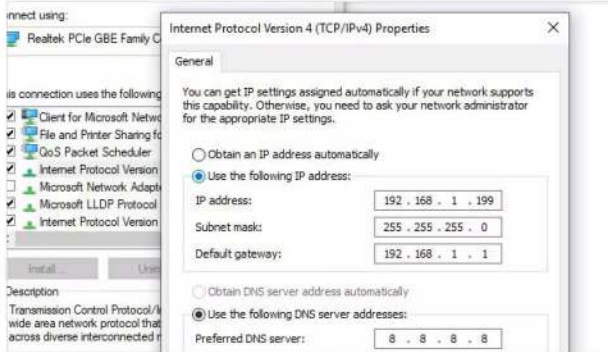 nnect using:
Realtek PCIe GBE Family C
is connection uses the following
Client for Microsoft Netwo
File and Printer Sharing fo
QoS Packet Scheduler
Internet Protocol Version
Microsoft Network Adapt
Microsoft LLDP Protocol
Internet Protocol Version
Install...
Unin
Description
Transmission Control Protocol/I
wide area network protocol that
across diverse interconnected n
Internet Protocol Version 4 (TCP/IPv4) Properties
General
You can get IP settings assigned automatically if your network supports
this capability. Otherwise, you need to ask your network administrator
for the appropriate IP settings.
Obtain an IP address automatically
Use the following IP address:
IP address: 192 . 168 . 1 . 199
Subnet mask: 255 . 255 . 255 . 0
Default gateway: 192 . 168 . 1 . 1
Obtain DNS server address automatically
Use the following DNS server addresses:
Preferred DNS server: 8 . 8 . 8 . 8